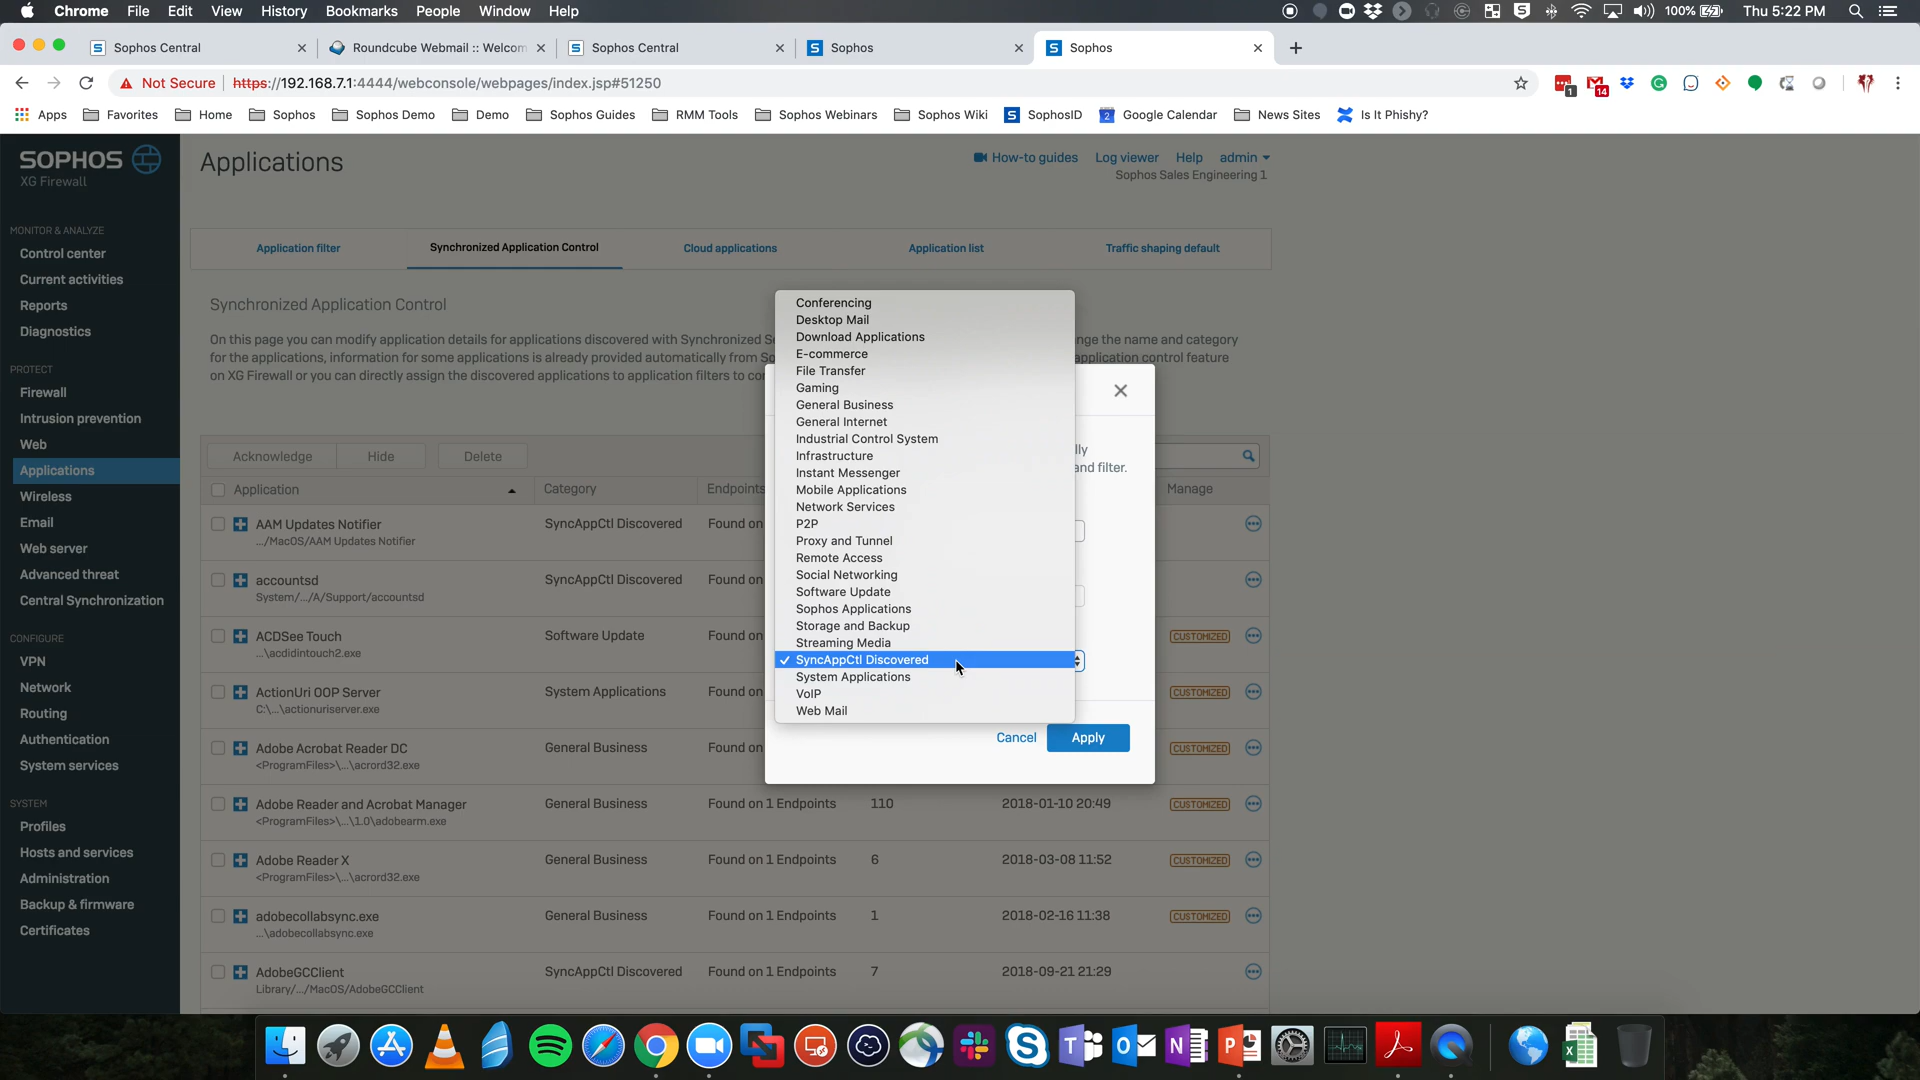 Chrome File Edit View History Bookmarks People Window Help 100% Thu 5:22 PM
Sophos Central Roundcube Webmail :: Welcom Sophos Central Sophos Sophos
Not Secure https://192.168.7.1:4444/webconsole/webpages/index.jsp#51250 1 14
Apps Favorites Home Sophos Sophos Demo Demo Sophos Guides RMM Tools Sophos Webinars Sophos Wiki SophosID 2 Google Calendar News Sites Is It Phishy?
SOPHOS
XG Firewall
MONITOR & ANALYZE
Control center
Current activities
Reports
Diagnostics
PROTECT
Firewall
Intrusion prevention
Web
Applications
Wireless
Email
Web server
Advanced threat
Central Synchronization
CONFIGURE
VPN
Network
Routing
Authentication
System services
SYSTEM
Profiles
Hosts and services
Administration
Backup & firmware
Certificates
Applications
How-to guides Log viewer Help admin
Sophos Sales Engineering 1
Application filter Synchronized Application Control Cloud applications Application list Traffic shaping default
Synchronized Application Control
On this page you can modify application details for applications discovered with Synchronized S nge the name and category
for the applications, information for some applications is already provided automatically from So application control feature
on XG Firewall or you can directly assign the discovered applications to application filters to co
Acknowledge Hide Delete
Application Category Endpoints Manage
AAM Updates Notifier SyncAppCtl Discovered Found on
.../MacOS/AAM Updates Notifier
accountsd SyncAppCtl Discovered Found on
System/.../A/Support/accountsd
ACDSee Touch Software Update Found on CUSTOMIZED
...\acdidintouch2.exe
ActionUri OOP Server System Applications Found on CUSTOMIZED
C:\...\actionuriserver.exe
Adobe Acrobat Reader DC General Business Found on CUSTOMIZED
<ProgramFiles>\...\acrord32.exe
Adobe Reader and Acrobat Manager General Business Found on 1 Endpoints 110 2018-01-10 20:49 CUSTOMIZED
<ProgramFiles>\...\1.0\adobearm.exe
Adobe Reader X General Business Found on 1 Endpoints 6 2018-03-08 11:52 CUSTOMIZED
<ProgramFiles>\...\acrord32.exe
adobecollabsync.exe General Business Found on 1 Endpoints 1 2018-02-16 11:38 CUSTOMIZED
...\adobecollabsync.exe
AdobeGCClient SyncAppCtl Discovered Found on 1 Endpoints 7 2018-09-21 21:29
Library/.../MacOS/AdobeGCClient
lly
and filter.
Conferencing
Desktop Mail
Download Applications
E-commerce
File Transfer
Gaming
General Business
General Internet
Industrial Control System
Infrastructure
Instant Messenger
Mobile Applications
Network Services
P2P
Proxy and Tunnel
Remote Access
Social Networking
Software Update
Sophos Applications
Storage and Backup
Streaming Media
✓ SyncAppCtl Discovered
System Applications
VoIP
Web Mail
Cancel Apply